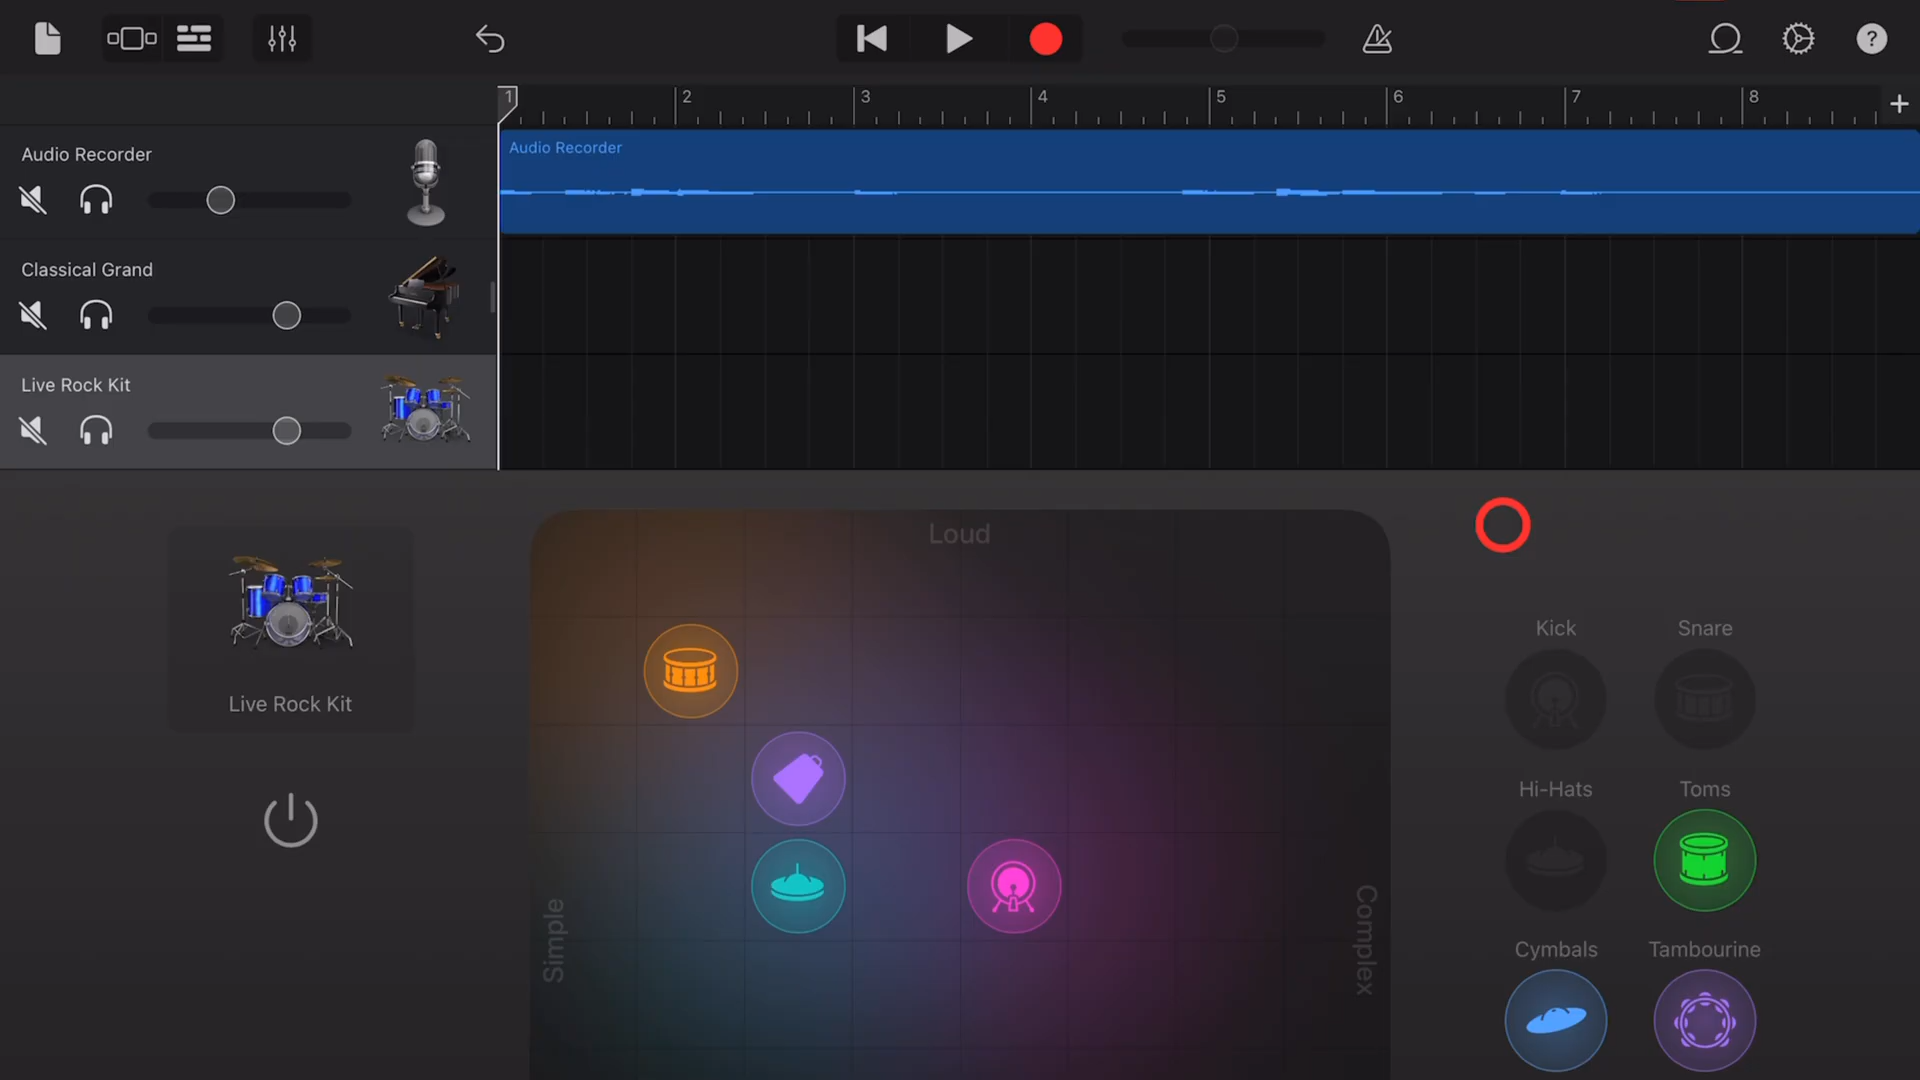 ?
1 2 3 4 5 6 7 8
+
Audio Recorder
Audio Recorder
Classical Grand
Live Rock Kit
Loud
Live Rock Kit
Simple
Complex
Kick Snare
Hi-Hats Toms
Cymbals Tambourine